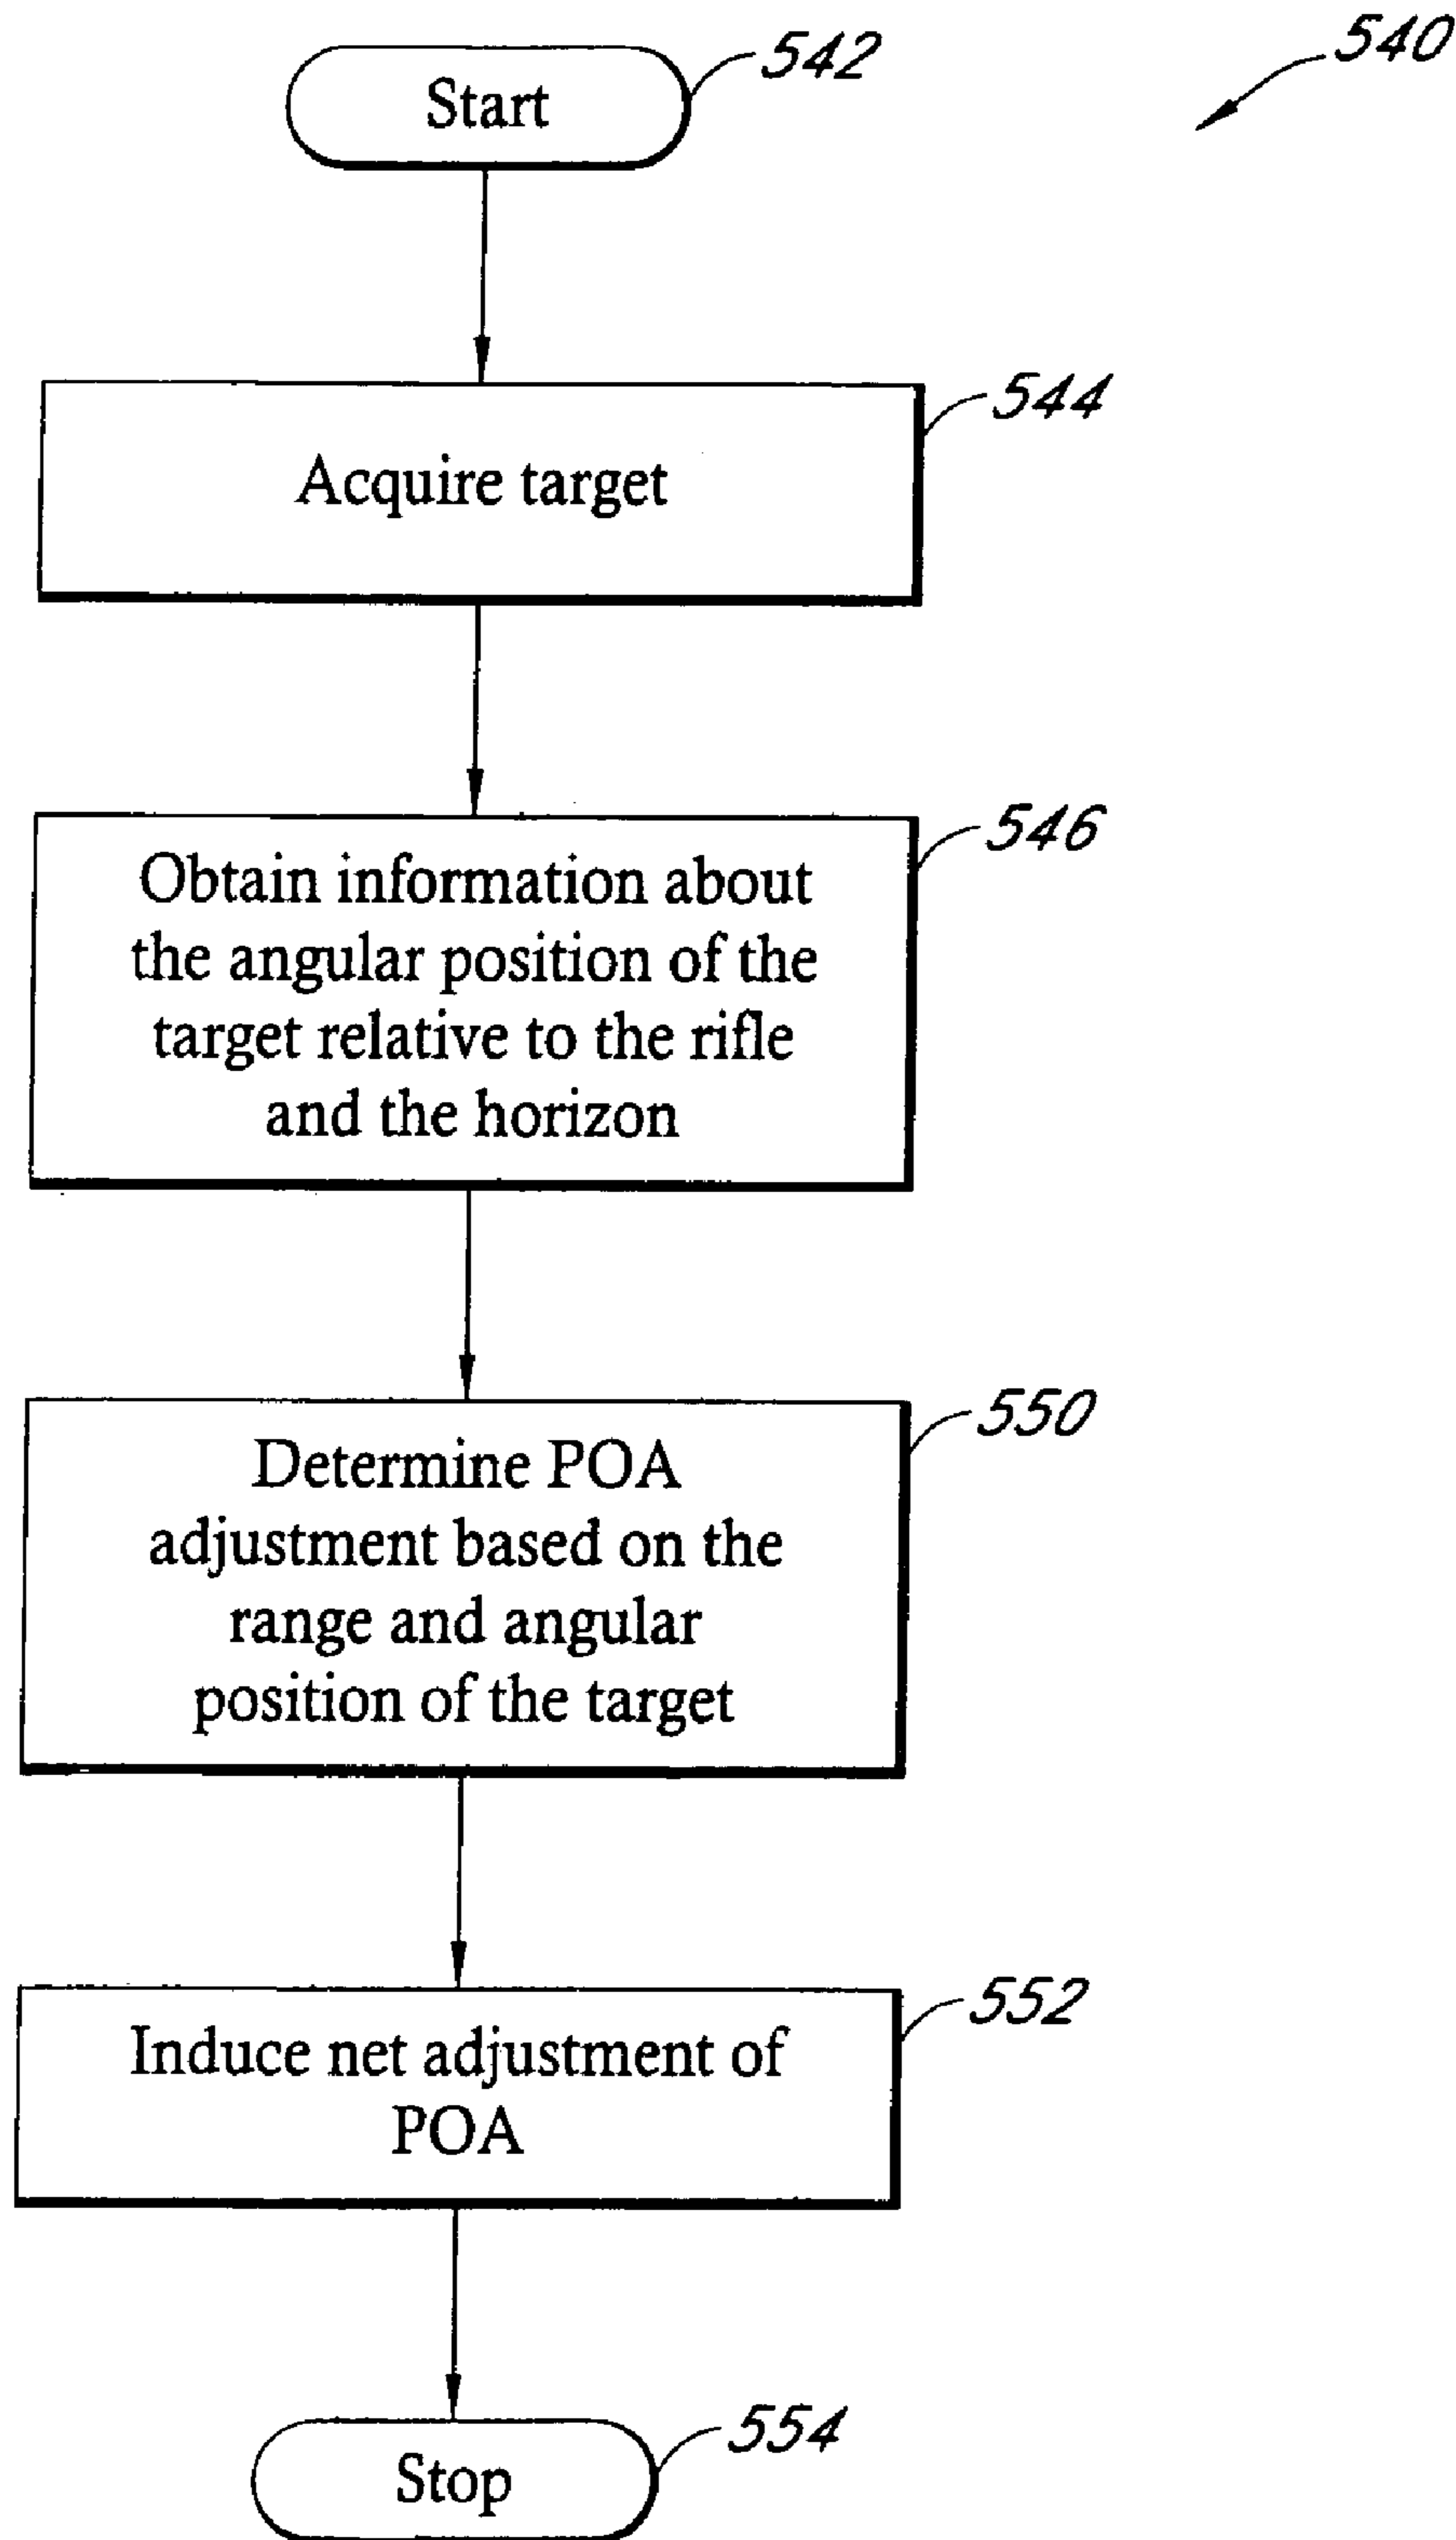 540
542
Start
544
Acquire target
546
Obtain information about
the angular position of the
target relative to the rifle
and the horizon
550
Determine POA
adjustment based on the
range and angular
position of the target
552
Induce net adjustment of
POA
554
Stop